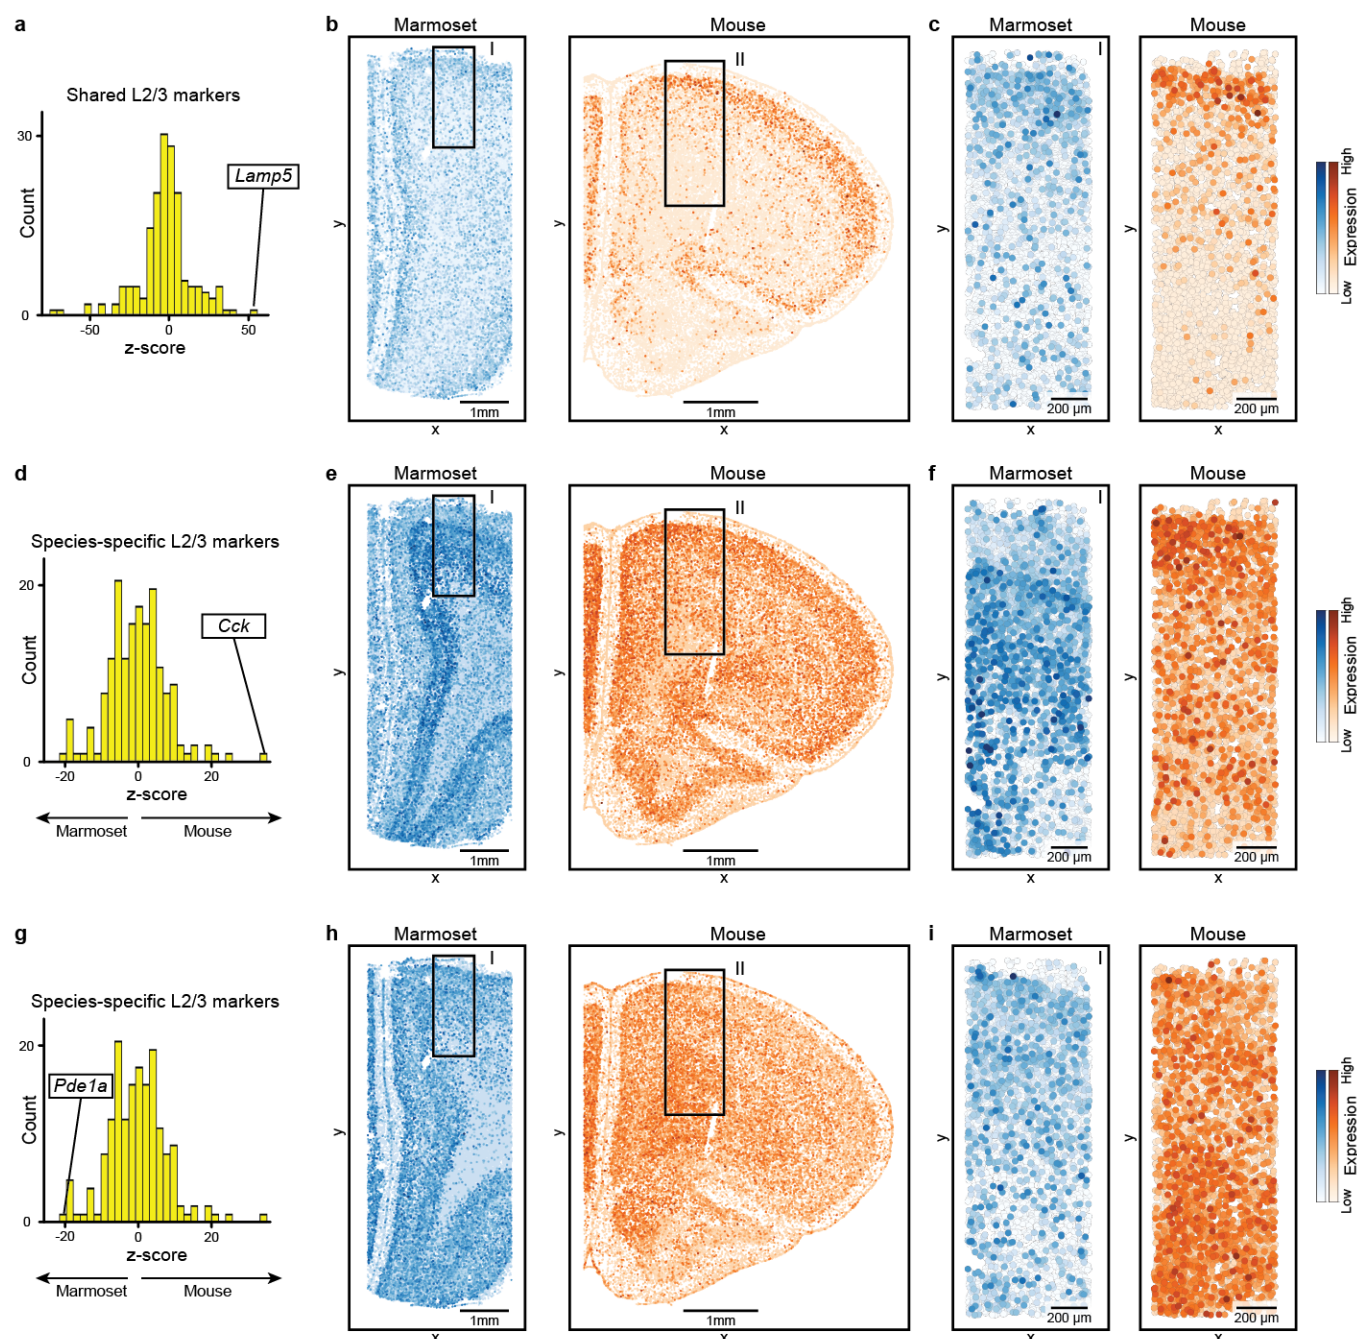 a
b
Marmoset
Mouse
c
Marmoset
Mouse
Shared L2/3 markers
30
0
Count
Lamp5
-50
0
50
z-score
I
y
1mm
x
II
y
1mm
x
I
y
200 µm
y
200 µm
Low Expression High
d
e
Marmoset
Mouse
f
Marmoset
Mouse
Species-specific L2/3 markers
20
0
Count
Cck
-20
0
20
z-score
Marmoset
Mouse
I
y
1mm
x
II
y
1mm
x
I
y
200 µm
x
y
200 µm
x
Low Expression High
g
h
Marmoset
Mouse
i
Marmoset
Mouse
Species-specific L2/3 markers
20
0
Count
Pde1a
-20
0
20
z-score
Marmoset
Mouse
I
y
1mm
x
II
y
1mm
x
I
y
200 µm
x
y
200 µm
x
Low Expression High